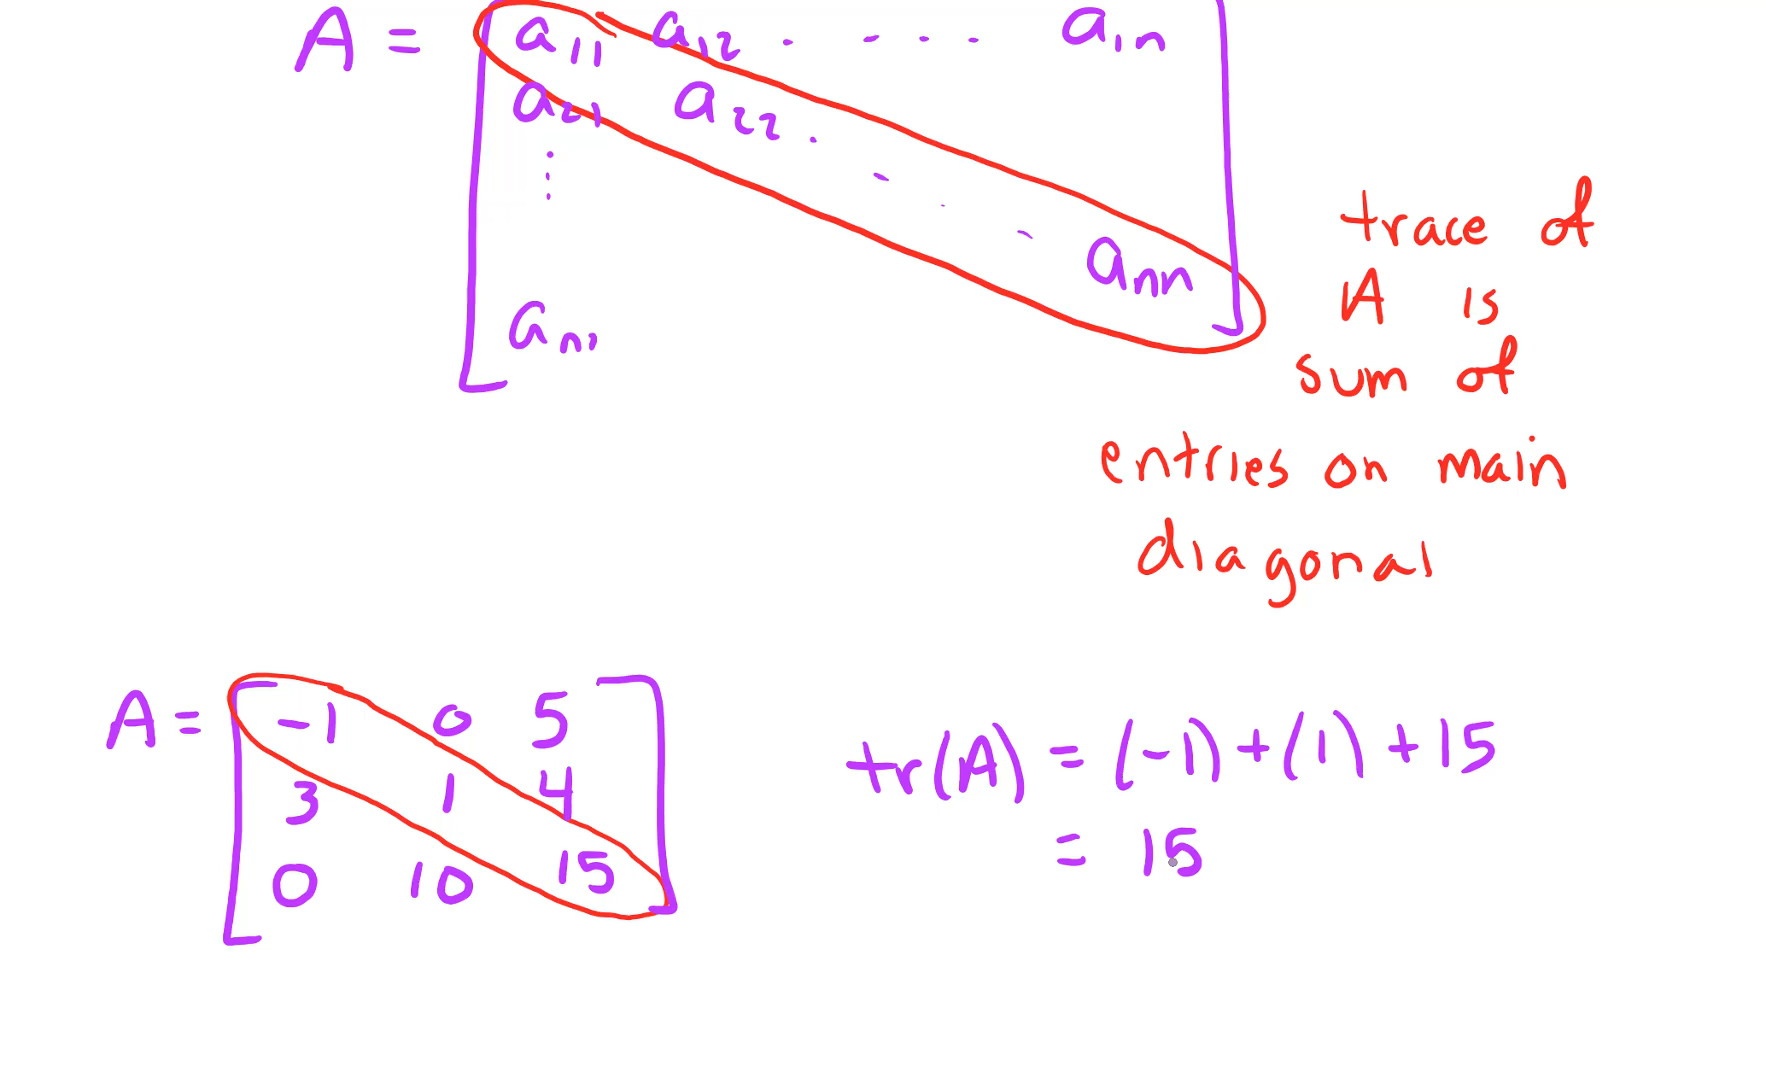 A = [ a11 a12 . - . . a1n
a21 a22 . - . -
⋮
an1 ann ]
trace of
A is
sum of
entries on main
diagonal
A = [ -1 0 5
3 1 4
0 10 15 ]
tr(A) = (-1) + (1) + 15
= 15